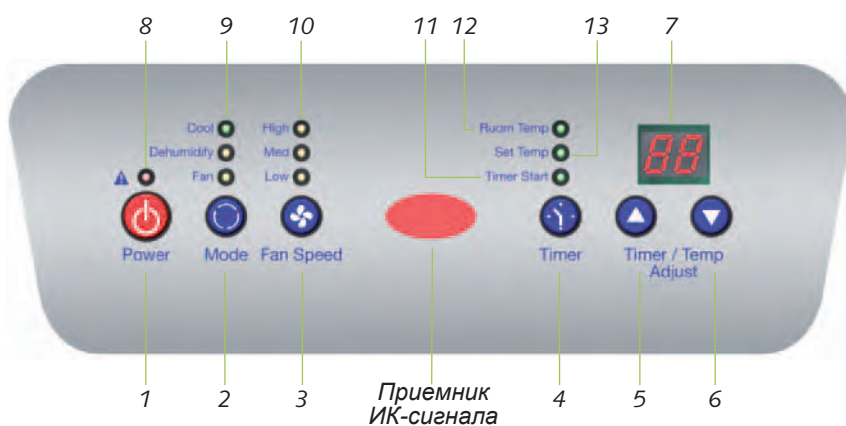 8 9 10 11 12 13 7
Cool High Room Temp
Dehumidify Med Set Temp 88
Fan Low Timer Start
Power Mode Fan Speed Timer Timer / Temp
Adjust
1 2 3 Приемник 4 5 6
ИК-сигнала